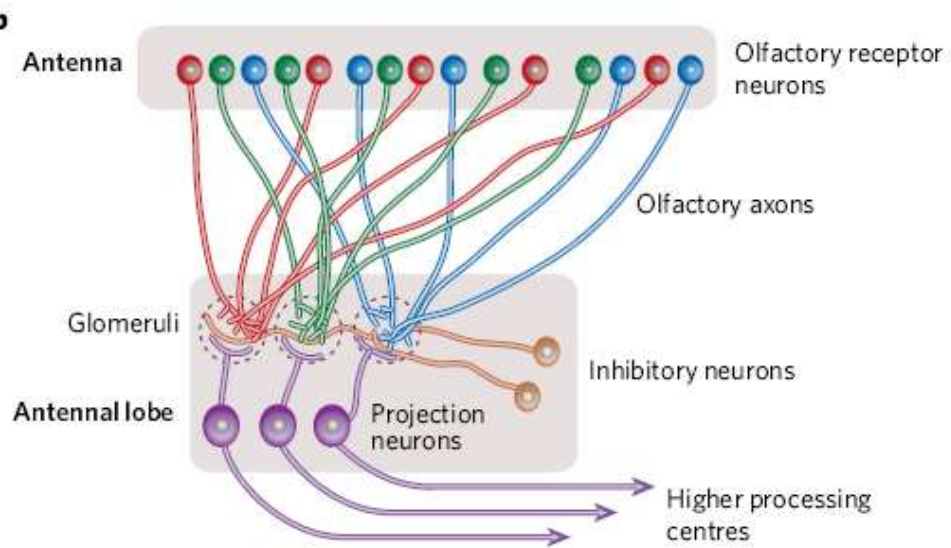 b
Antenna
Olfactory receptor
neurons
Olfactory axons
Glomeruli
Inhibitory neurons
Antennal lobe
Projection
neurons
Higher processing
centres